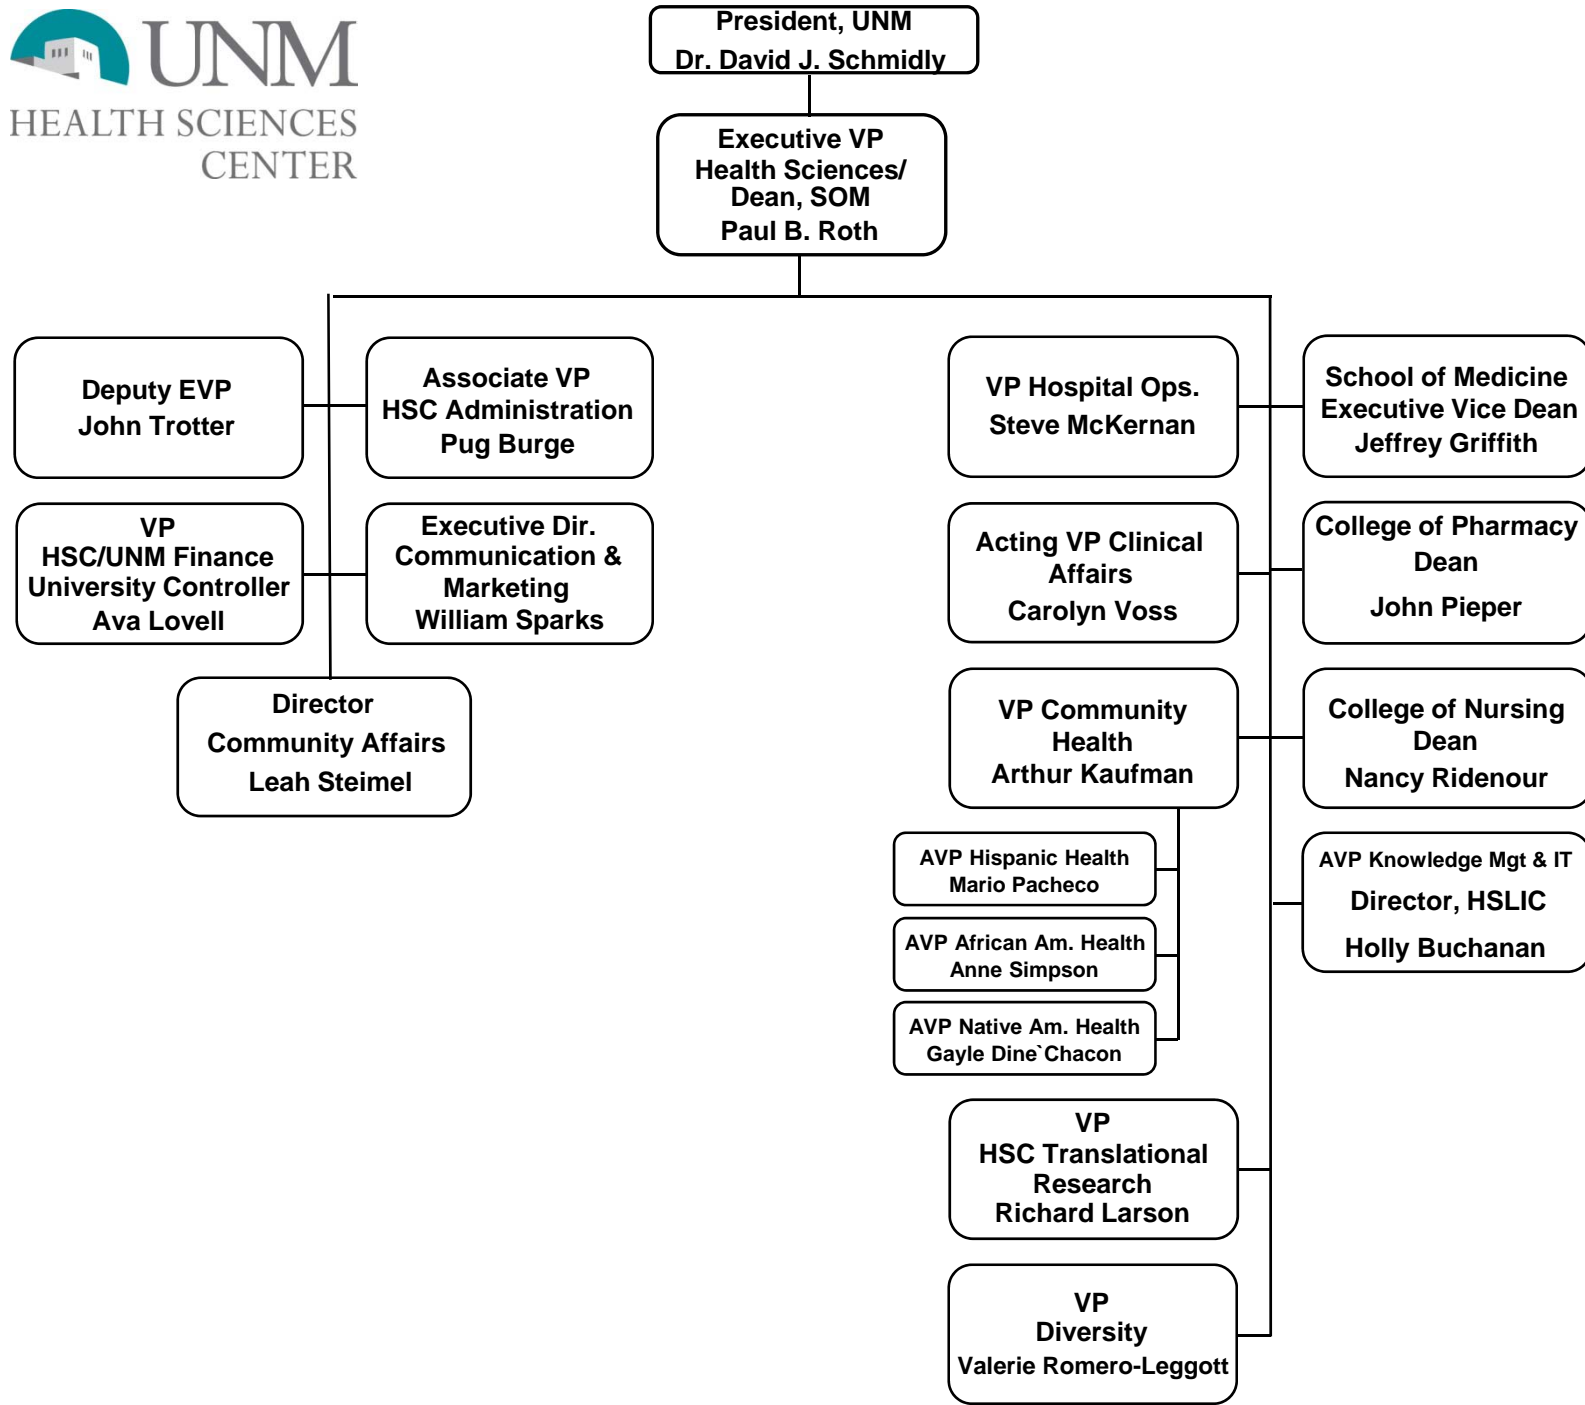 UNM
HEALTH SCIENCES
CENTER
President, UNM
Dr. David J. Schmidly
Executive VP
Health Sciences/
Dean, SOM
Paul B. Roth
Deputy EVP
John Trotter
Associate VP
HSC Administration
Pug Burge
VP
HSC/UNM Finance
University Controller
Ava Lovell
Executive Dir.
Communication &
Marketing
William Sparks
Director
Community Affairs
Leah Steimel
VP Hospital Ops.
Steve McKernan
School of Medicine
Executive Vice Dean
Jeffrey Griffith
Acting VP Clinical
Affairs
Carolyn Voss
College of Pharmacy
Dean
John Pieper
VP Community
Health
Arthur Kaufman
College of Nursing
Dean
Nancy Ridenour
AVP Hispanic Health
Mario Pacheco
AVP African Am. Health
Anne Simpson
AVP Native Am. Health
Gayle Dine`Chacon
AVP Knowledge Mgt & IT
Director, HSLIC
Holly Buchanan
VP
HSC Translational
Research
Richard Larson
VP
Diversity
Valerie Romero-Leggott